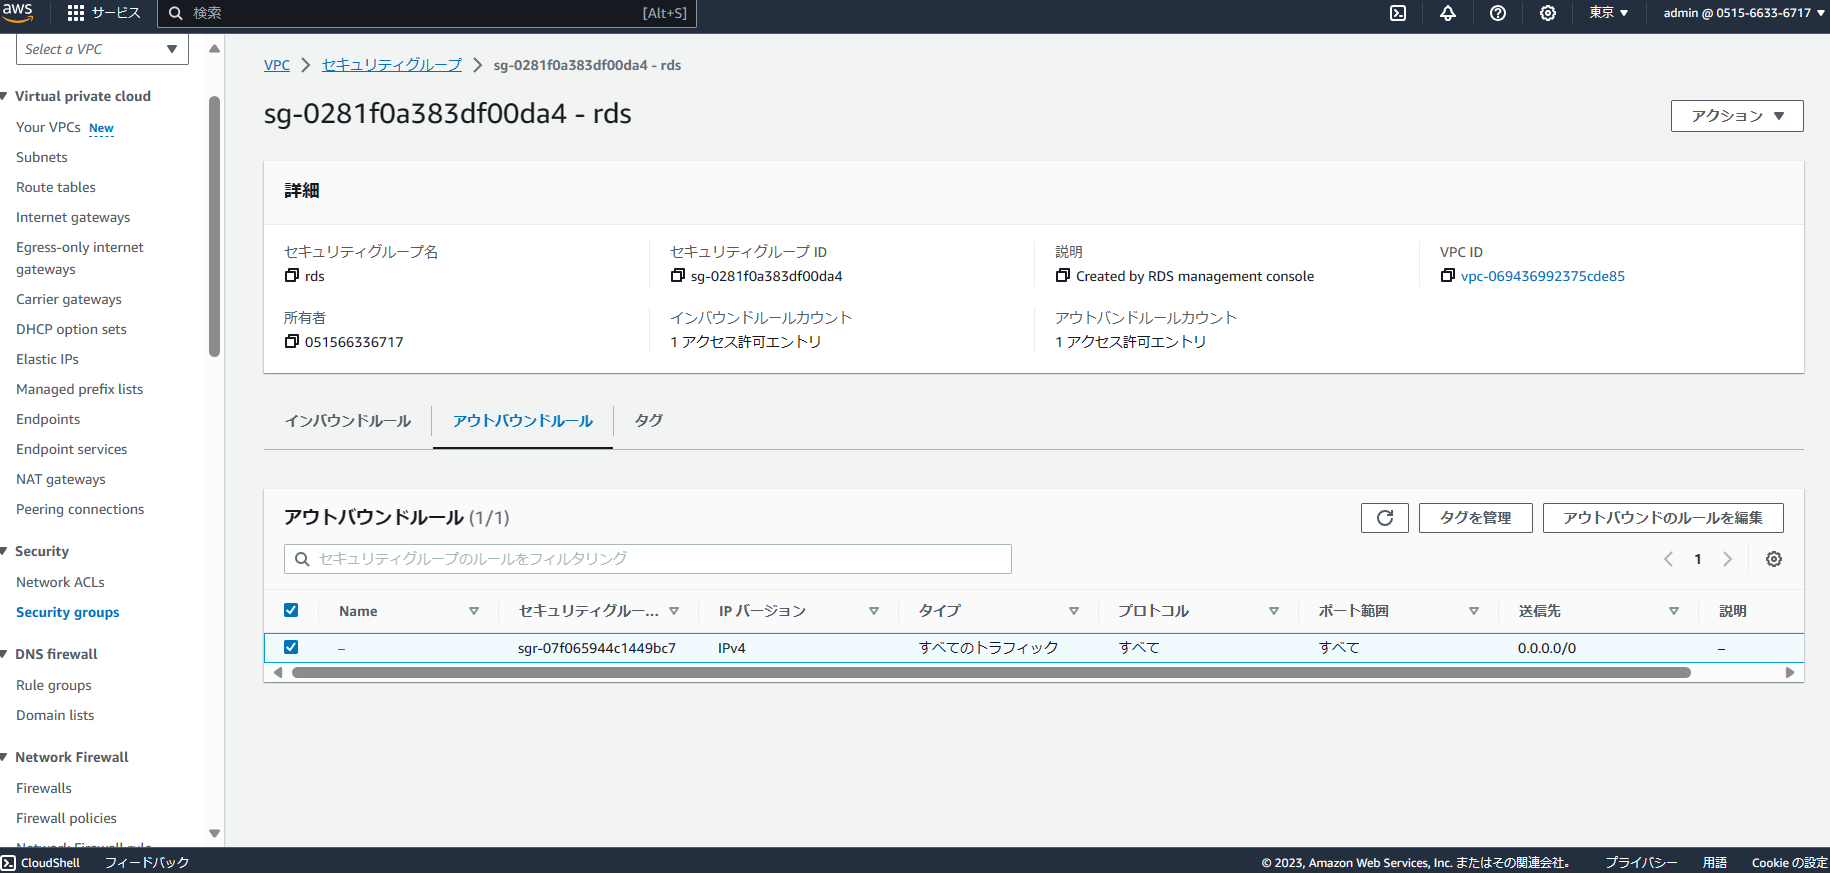 aws サービス 検索 [Alt+S] 東京 admin @ 0515-6633-6717
Select a VPC
Virtual private cloud
Your VPCs New
Subnets
Route tables
Internet gateways
Egress-only internet
gateways
Carrier gateways
DHCP option sets
Elastic IPs
Managed prefix lists
Endpoints
Endpoint services
NAT gateways
Peering connections
Security
Network ACLs
Security groups
DNS firewall
Rule groups
Domain lists
Network Firewall
Firewalls
Firewall policies
Network Firewall rule
VPC セキュリティグループ sg-0281f0a383df00da4 - rds
sg-0281f0a383df00da4 - rds
アクション
詳細
セキュリティグループ名
rds
セキュリティグループ ID
sg-0281f0a383df00da4
説明
Created by RDS management console
VPC ID
vpc-069436992375cde85
所有者
051566336717
インバウンドルールカウント
1 アクセス許可エントリ
アウトバンドルールカウント
1 アクセス許可エントリ
インバウンドルール アウトバウンドルール タグ
アウトバウンドルール (1/1)
タグを管理 アウトバウンドのルールを編集
セキュリティグループのルールをフィルタリング
1
Name セキュリティグルー... IP バージョン タイプ プロトコル ポート範囲 送信先 説明
– sgr-07f065944c1449bc7 IPv4 すべてのトラフィック すべて すべて 0.0.0.0/0 –
CloudShell フィードバック © 2023, Amazon Web Services, Inc. またはその関連会社。 プライバシー 用語 Cookie の設定